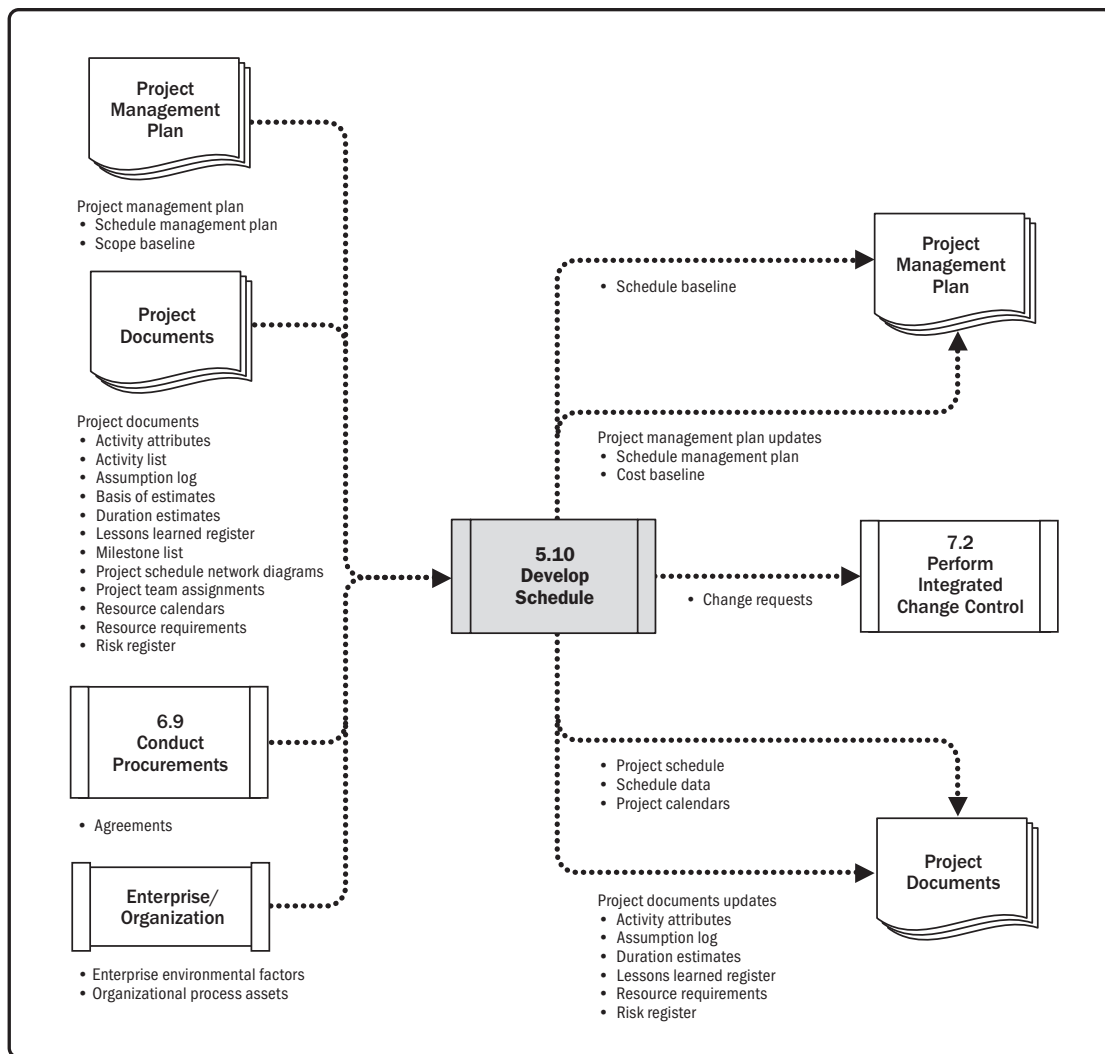 Project
Management
Plan
Project management plan
• Schedule management plan
• Scope baseline
Project
Documents
Project documents
• Activity attributes
• Activity list
• Assumption log
• Basis of estimates
• Duration estimates
• Lessons learned register
• Milestone list
• Project schedule network diagrams
• Project team assignments
• Resource calendars
• Resource requirements
• Risk register
6.9
Conduct
Procurements
• Agreements
Enterprise/
Organization
• Enterprise environmental factors
• Organizational process assets
5.10
Develop
Schedule
• Schedule baseline
Project
Management
Plan
Project management plan updates
• Schedule management plan
• Cost baseline
• Change requests
7.2
Perform
Integrated
Change Control
• Project schedule
• Schedule data
• Project calendars
Project
Documents
Project documents updates
• Activity attributes
• Assumption log
• Duration estimates
• Lessons learned register
• Resource requirements
• Risk register